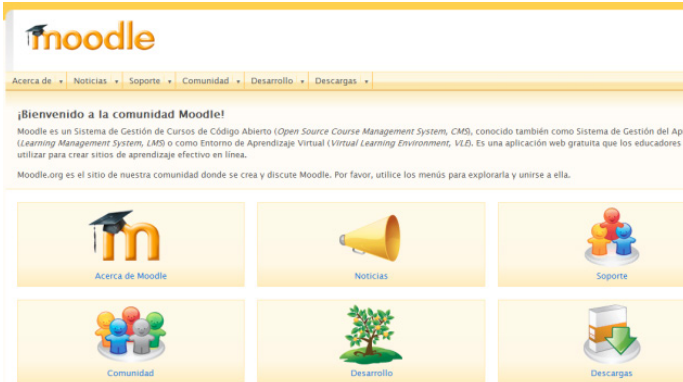 moodle
Acerca de Noticias Soporte Comunidad Desarrollo Descargas
¡Bienvenido a la comunidad Moodle!
Moodle es un Sistema de Gestión de Cursos de Código Abierto (Open Source Course Management System, CMS), conocido también como Sistema de Gestión del Ap
(Learning Management System, LMS) o como Entorno de Aprendizaje Virtual (Virtual Learning Environment, VLE). Es una aplicación web gratuita que los educadores
utilizar para crear sitios de aprendizaje efectivo en línea.
Moodle.org es el sitio de nuestra comunidad donde se crea y discute Moodle. Por favor, utilice los menús para explorarla y unirse a ella.
m
Acerca de Moodle Noticias Soporte
Comunidad Desarrollo Descargas